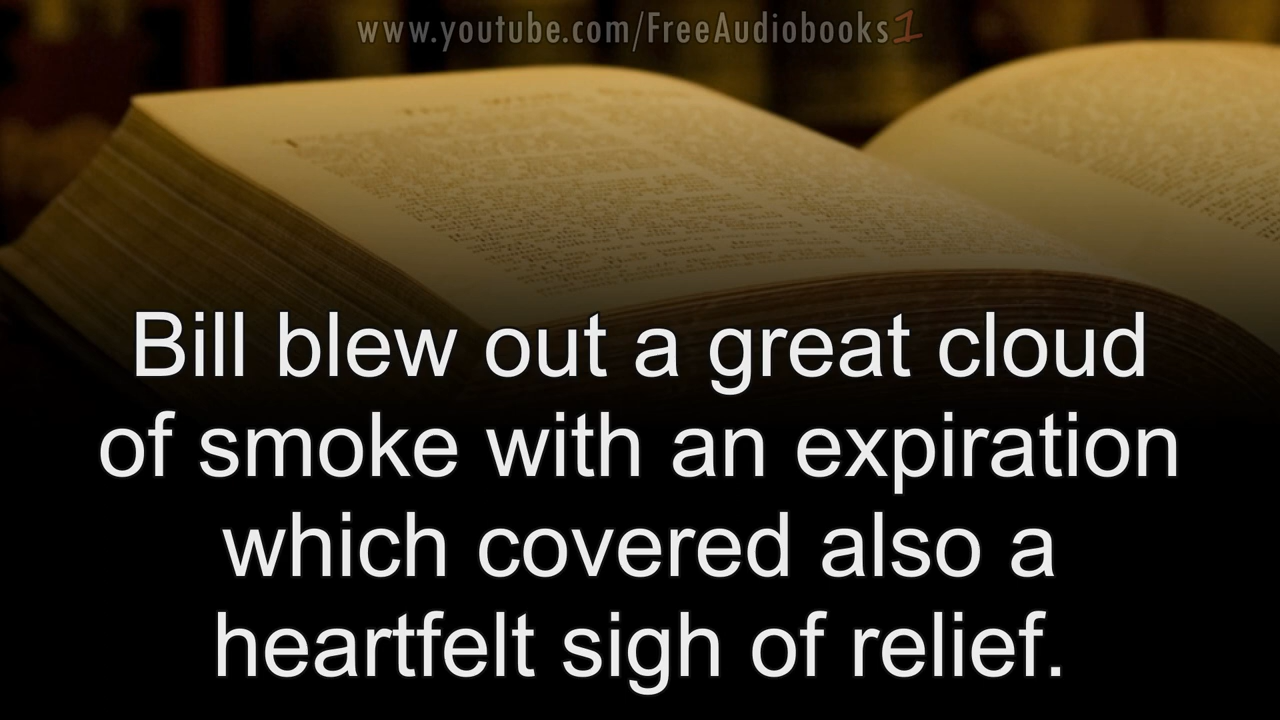 www.youtube.com/FreeAudiobooks1
Bill blew out a great cloud
of smoke with an expiration
which covered also a
heartfelt sigh of relief.